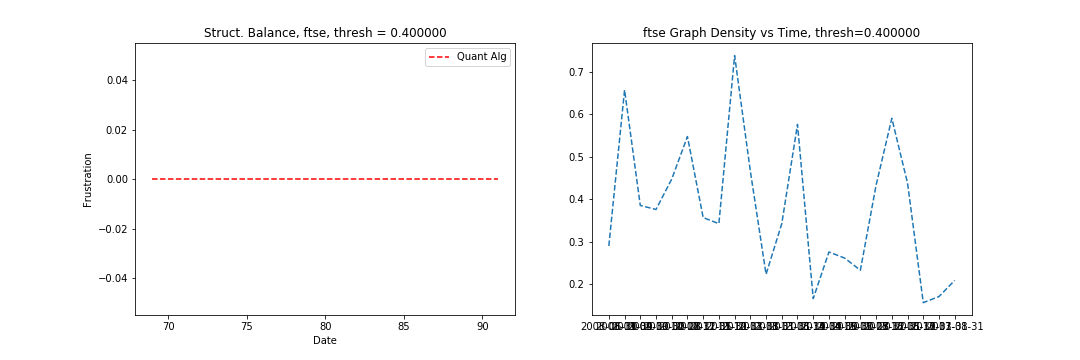 Struct. Balance, ftse, thresh = 0.400000
Quant Alg
0.04
0.02
0.00
−0.02
−0.04
Frustration
70 75 80 85 90
Date
ftse Graph Density vs Time, thresh=0.400000
0.7
0.6
0.5
0.4
0.3
0.2